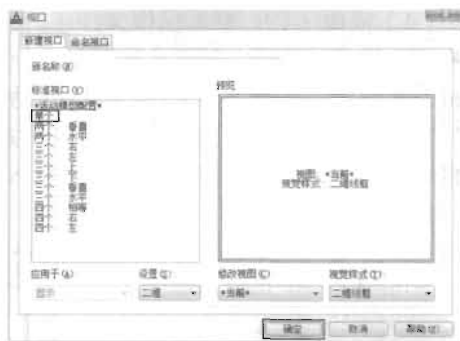 视口
新建视口 命名视口
新名称(N)
标准视口(V)
*活动模型配置*
单个
两个 垂直
两个 水平
三个 右
三个 左
三个 上
三个 下
三个 垂直
三个 水平
四个 相等
四个 右
四个 左
预览
视图: *当前*
视觉样式: 二维线框
应用于(A)
设置(S)
修改视图(C)
视觉样式(T)
显示
二维
*当前*
二维线框
确定 取消 帮助(H)